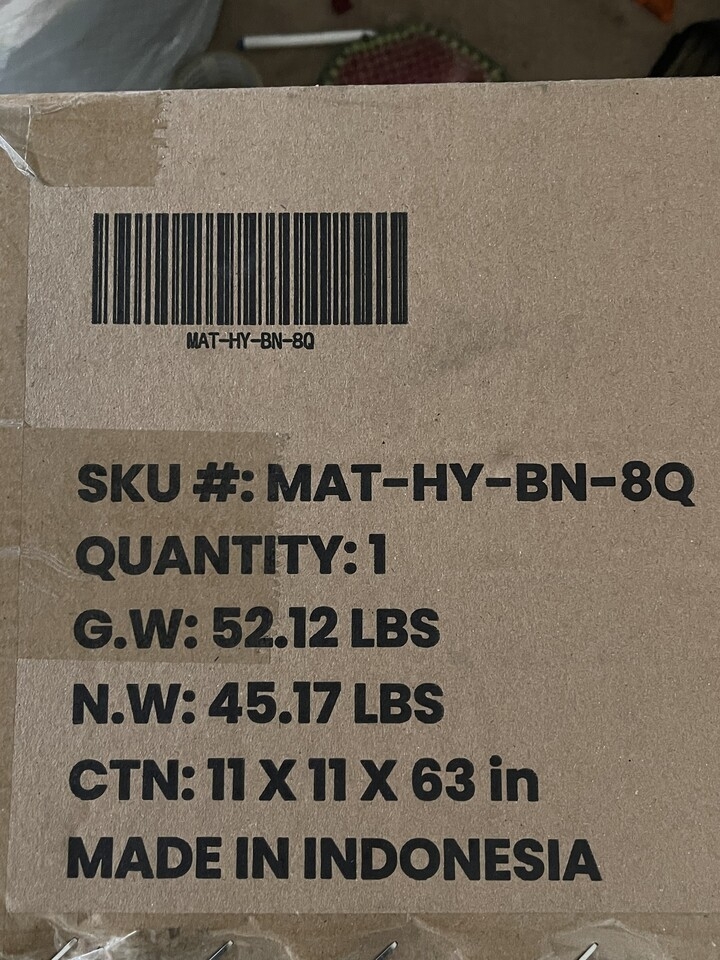 MAT-HY-BN-8Q
SKU #: MAT-HY-BN-8Q
QUANTITY: 1
G.W: 52.12 LBS
N.W: 45.17 LBS
CTN: 11 X 11 X 63 in
MADE IN INDONESIA